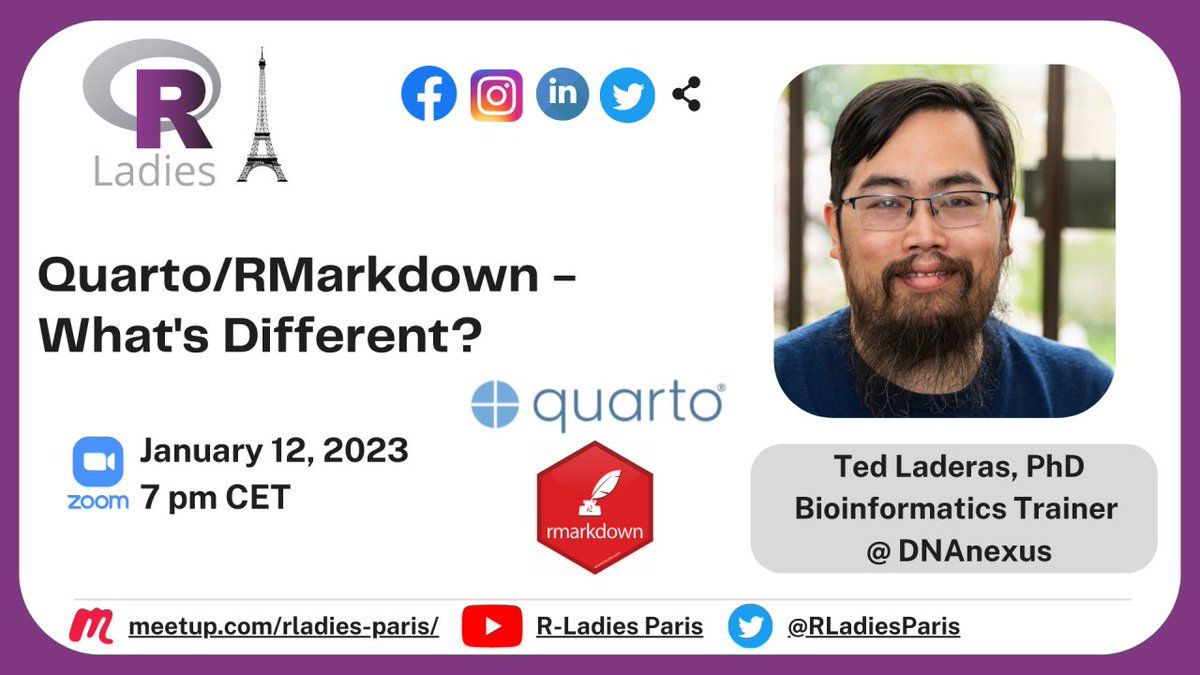 R
Ladies
in
Quarto/RMarkdown –
What's Different?
quarto®
January 12, 2023
zoom
7 pm CET
rmarkdown
Ted Laderas, PhD
Bioinformatics Trainer
@ DNAnexus
meetup.com/rladies-paris/
R-Ladies Paris
@RLadiesParis